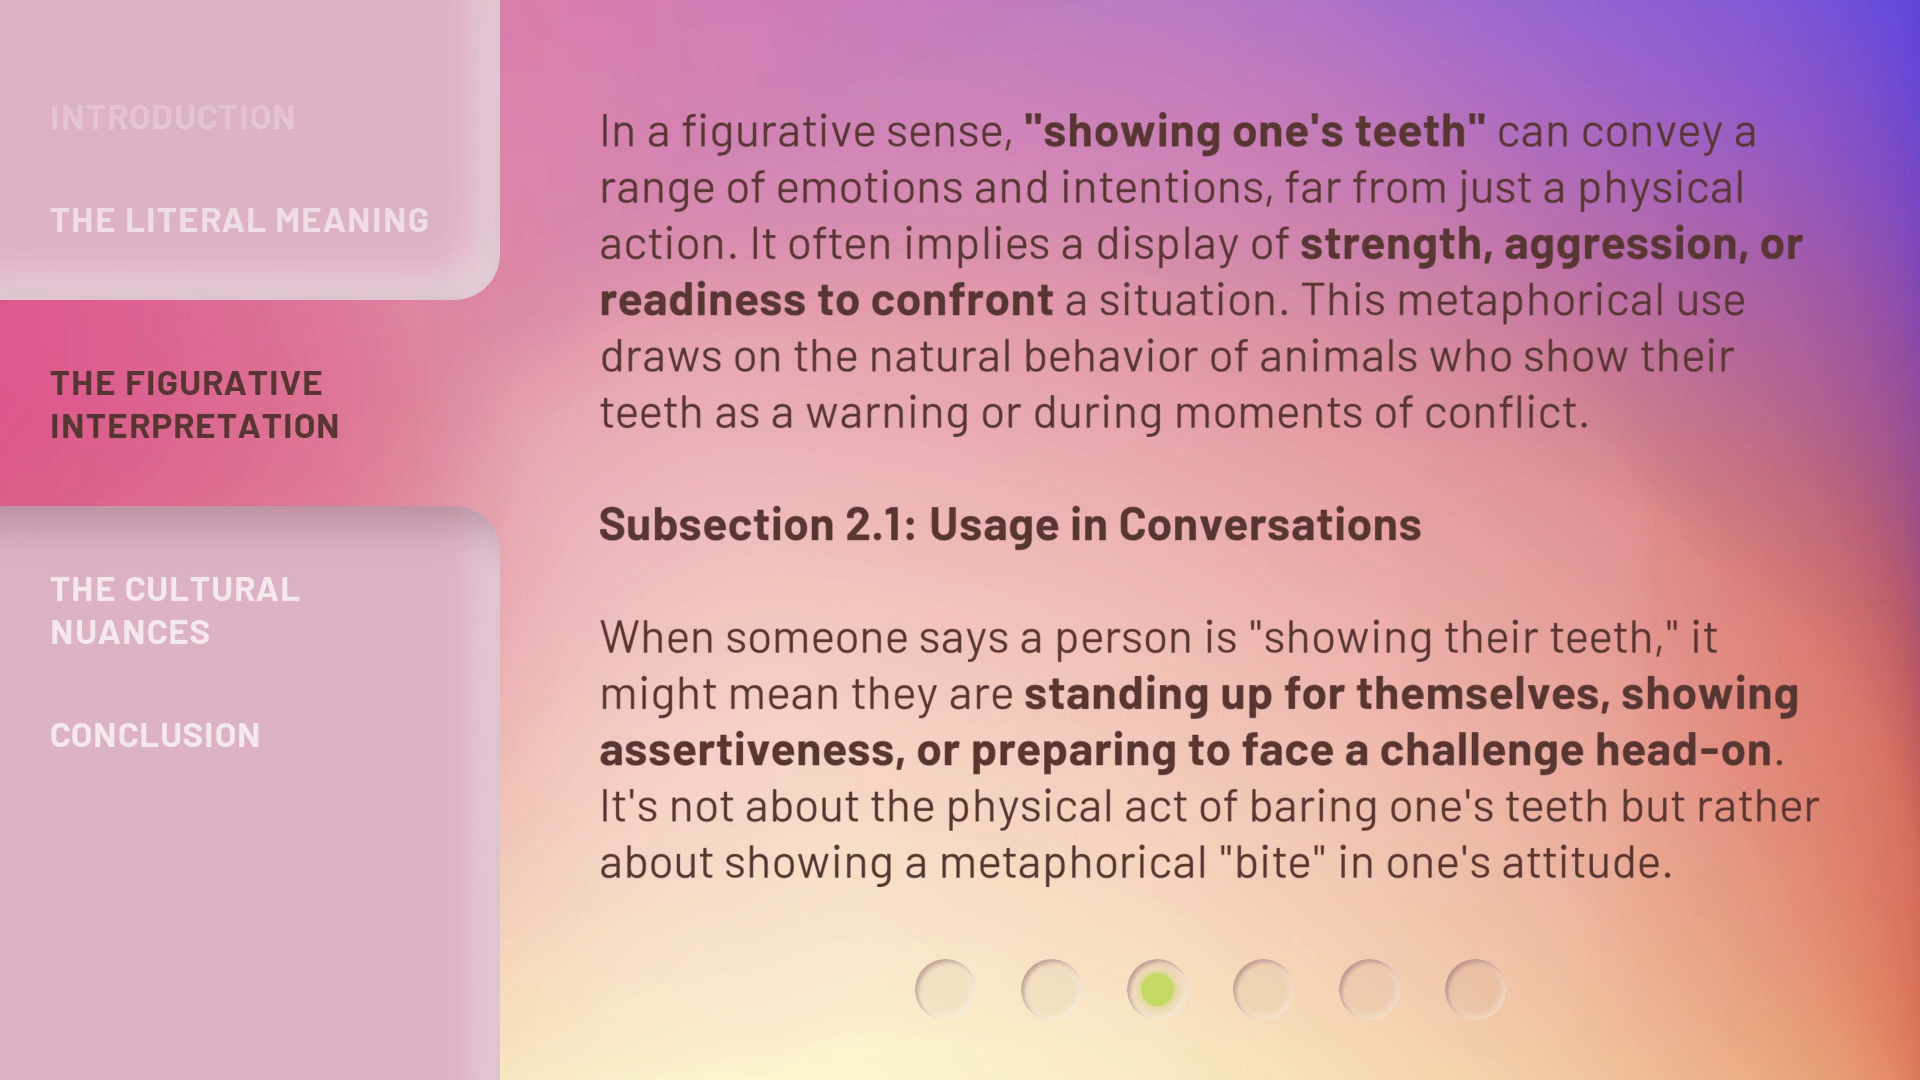 INTRODUCTION
THE LITERAL MEANING
THE FIGURATIVE
INTERPRETATION
THE CULTURAL
NUANCES
CONCLUSION
In a figurative sense, "showing one's teeth" can convey a
range of emotions and intentions, far from just a physical
action. It often implies a display of strength, aggression, or
readiness to confront a situation. This metaphorical use
draws on the natural behavior of animals who show their
teeth as a warning or during moments of conflict.
Subsection 2.1: Usage in Conversations
When someone says a person is "showing their teeth," it
might mean they are standing up for themselves, showing
assertiveness, or preparing to face a challenge head-on.
It's not about the physical act of baring one's teeth but rather
about showing a metaphorical "bite" in one's attitude.